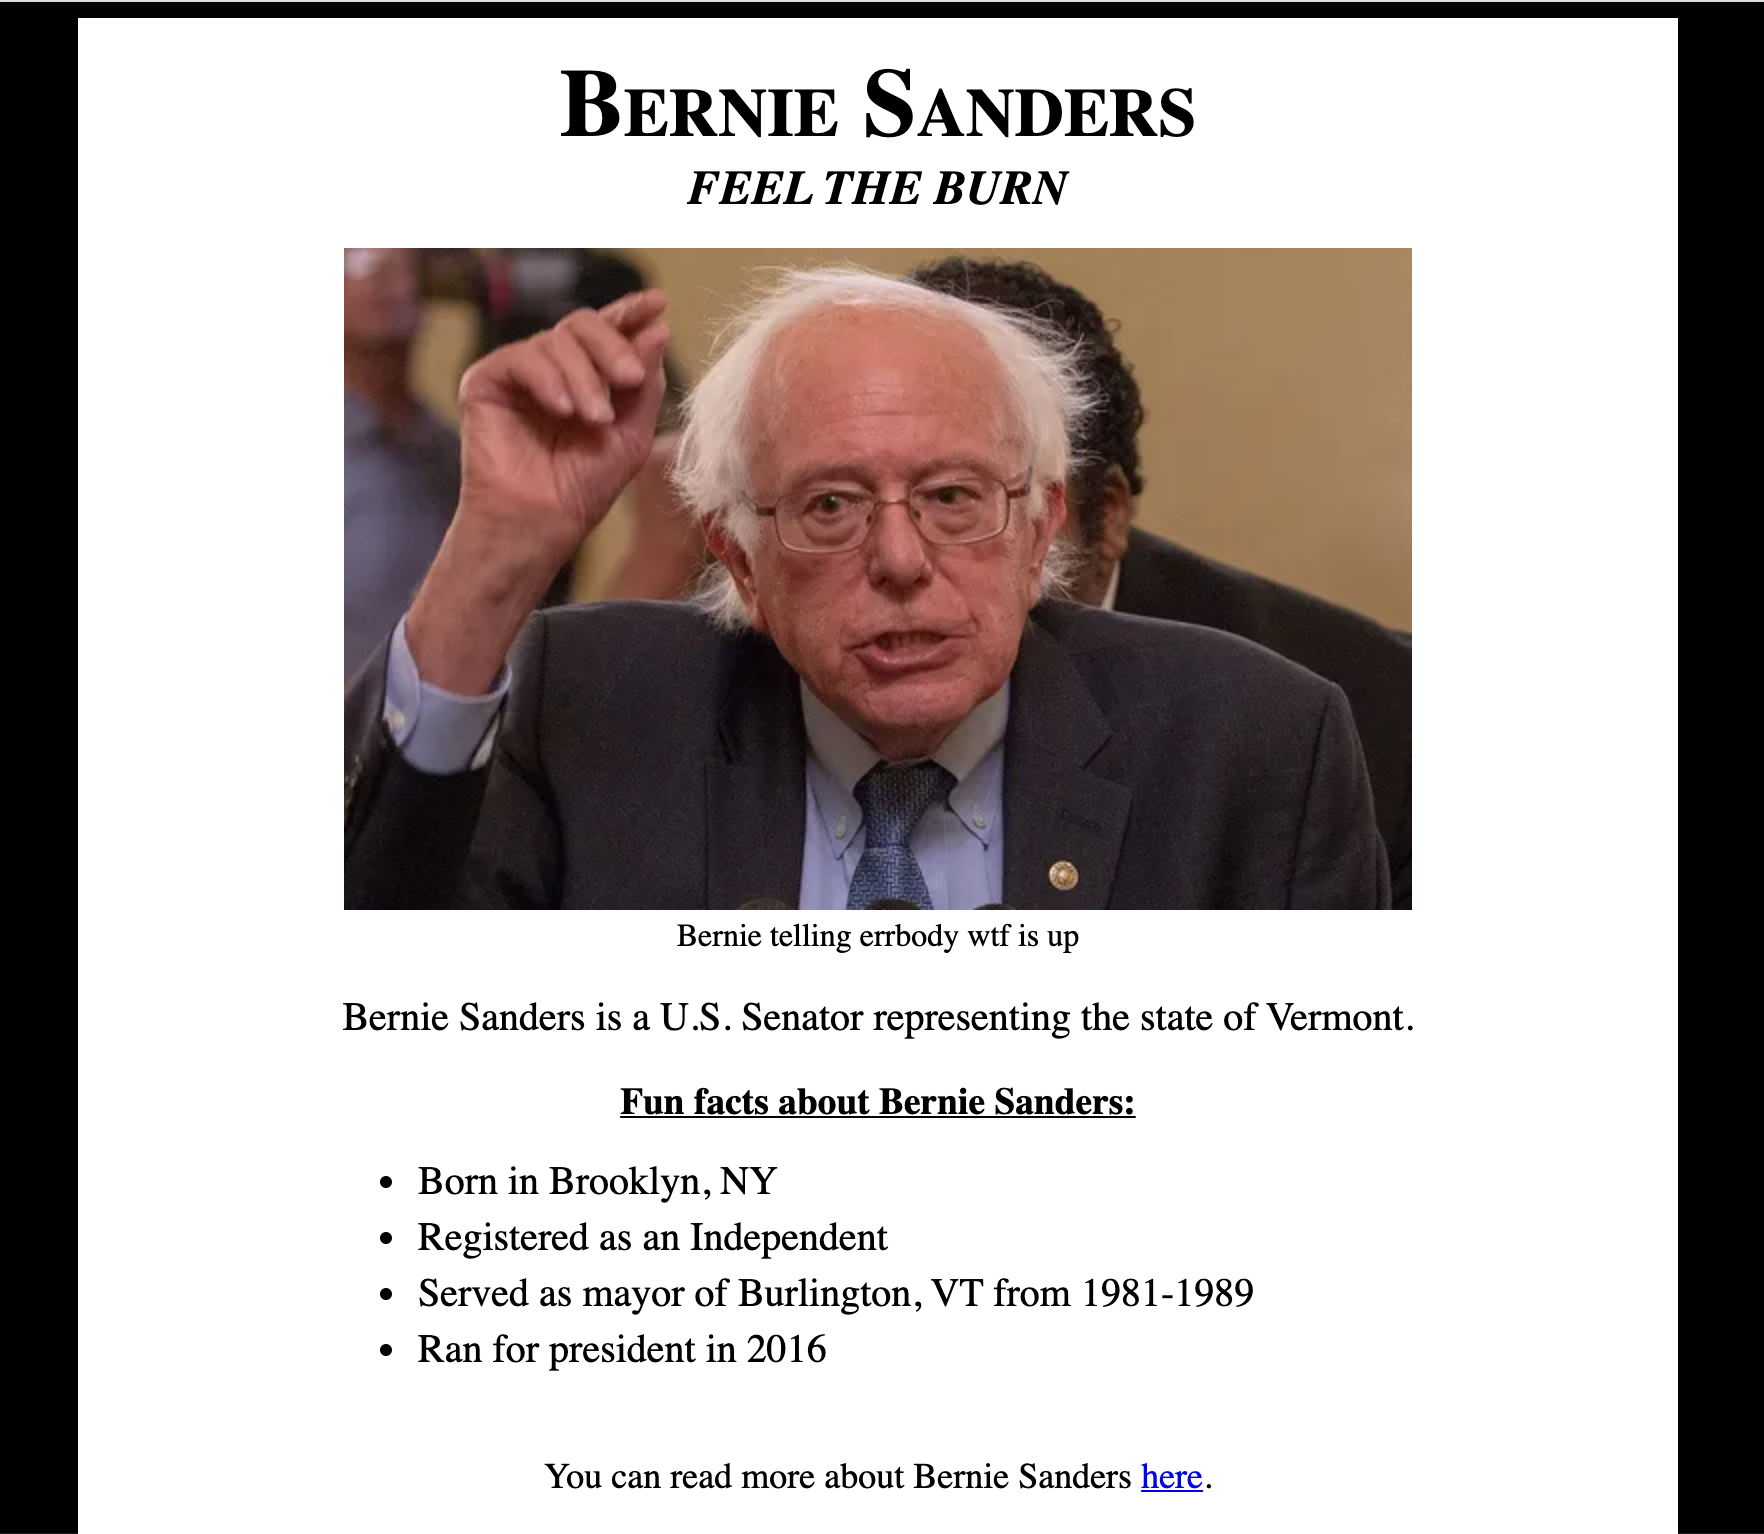 Bernie Sanders
FEEL THE BURN
Bernie telling errbody wtf is up
Bernie Sanders is a U.S. Senator representing the state of Vermont.
Fun facts about Bernie Sanders:
• Born in Brooklyn, NY
• Registered as an Independent
• Served as mayor of Burlington, VT from 1981-1989
• Ran for president in 2016
You can read more about Bernie Sanders here.